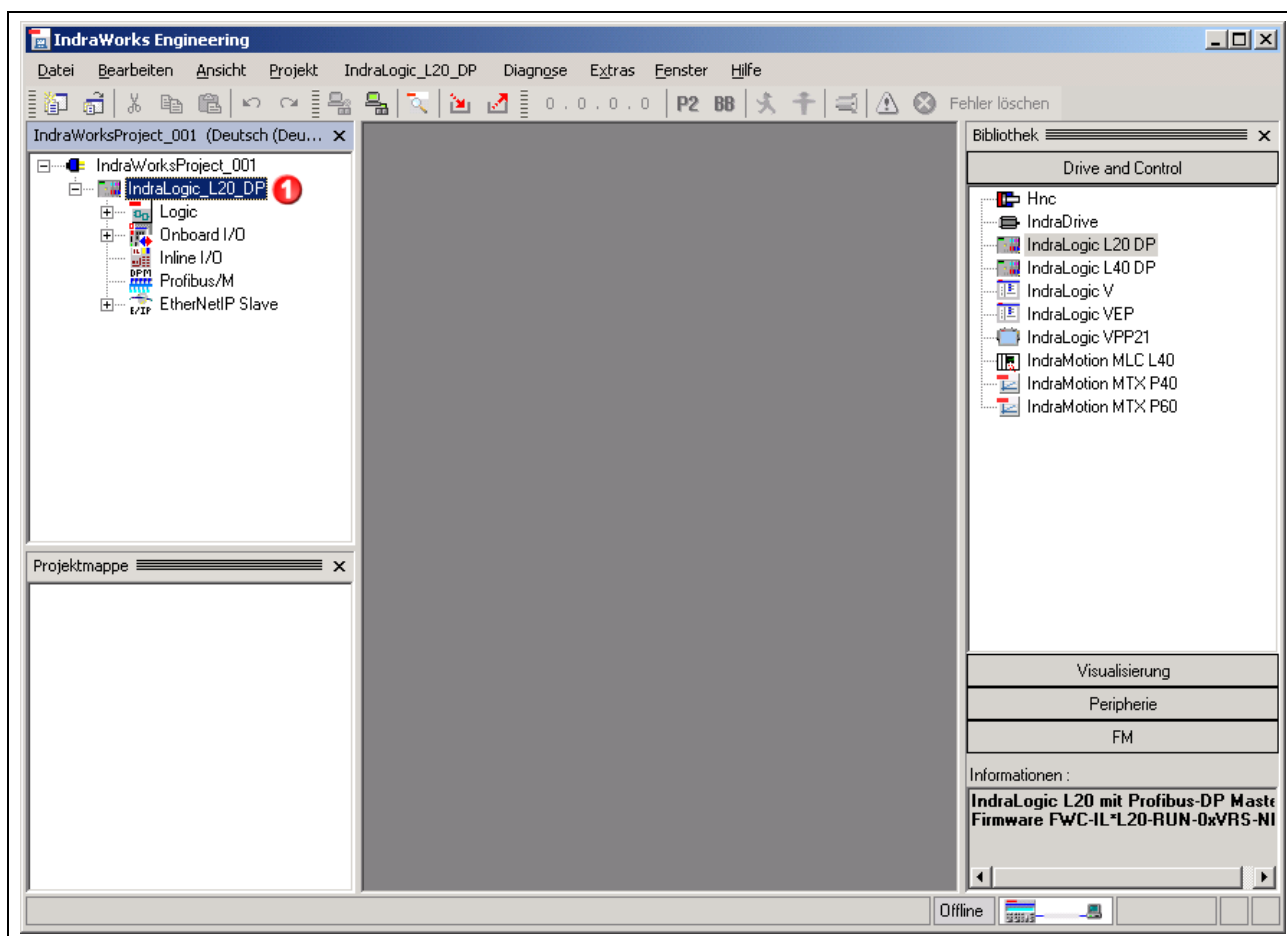 IndraWorks Engineering
Datei Bearbeiten Ansicht Projekt IndraLogic_L20_DP Diagnose Extras Fenster Hilfe
0 . 0 . 0 . 0 P2 BB Fehler löschen
IndraWorksProject_001 (Deutsch (Deu...
IndraWorksProject_001
IndraLogic_L20_DP 1
Logic
Onboard I/O
Inline I/O
DPM
Profibus/M
E/IP
EtherNetIP Slave
Projektmappe
Bibliothek
Drive and Control
Hnc
IndraDrive
IndraLogic L20 DP
IndraLogic L40 DP
IndraLogic V
IndraLogic VEP
IndraLogic VPP21
IndraMotion MLC L40
IndraMotion MTX P40
IndraMotion MTX P60
Visualisierung
Peripherie
FM
Informationen :
IndraLogic L20 mit Profibus-DP Maste
Firmware FWC-IL*L20-RUN-0xVRS-NI
Offline